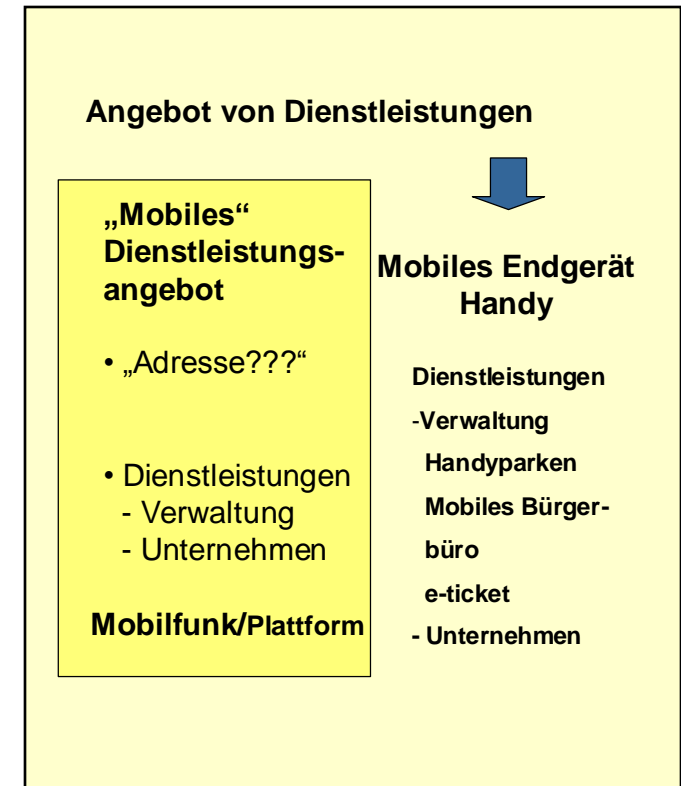 Angebot von Dienstleistungen
„Mobiles“
Dienstleistungs-
angebot
• „Adresse???“
• Dienstleistungen
- Verwaltung
- Unternehmen
Mobilfunk/Plattform
Mobiles Endgerät
Handy
Dienstleistungen
-Verwaltung
Handyparken
Mobiles Bürger-
büro
e-ticket
- Unternehmen